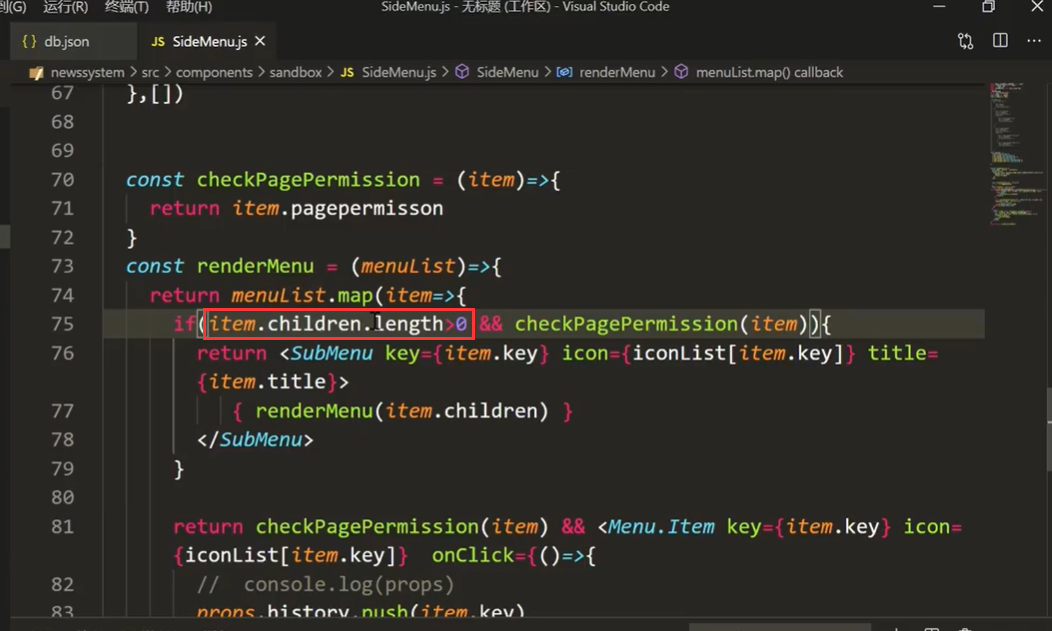 到(G) 运行(R) 终端(T) 帮助(H) SideMenu.js - 无标题 (工作区) - Visual Studio Code
{} db.json JS SideMenu.js ×
newssystem > src > components > sandbox > JS SideMenu.js > SideMenu > renderMenu > menuList.map() callback
67 },[])
68
69
70 const checkPagePermission = (item)=>{
71 return item.pagepermisson
72 }
73 const renderMenu = (menuList)=>{
74 return menuList.map(item=>{
75 if(item.children.length>0 && checkPagePermission(item)){
76 return <SubMenu key={item.key} icon={iconList[item.key]} title=
{item.title}>
77 { renderMenu(item.children) }
78 </SubMenu>
79 }
80
81 return checkPagePermission(item) && <Menu.Item key={item.key} icon=
{iconList[item.key]} onClick={()=>{
82 // console.log(props)
83 props.history.push(item.key)